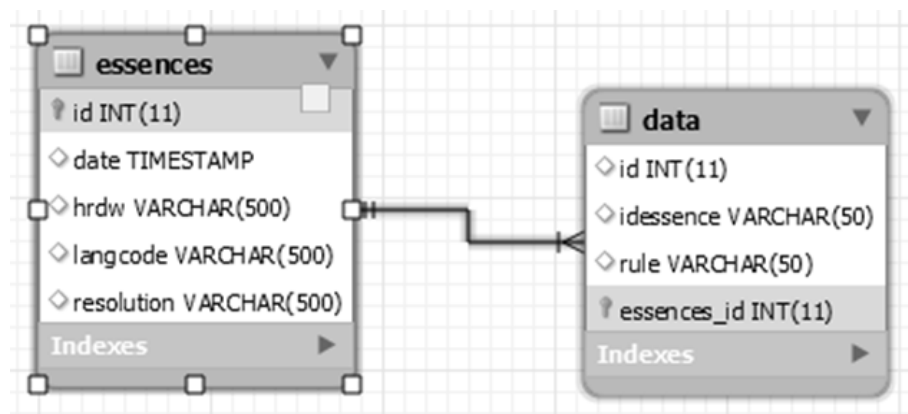 essences
id INT(11)
date TIMESTAMP
hrdw VARCHAR(500)
langcode VARCHAR(500)
resolution VARCHAR(500)
Indexes
data
id INT(11)
idessence VARCHAR(50)
rule VARCHAR(50)
essences_id INT(11)
Indexes